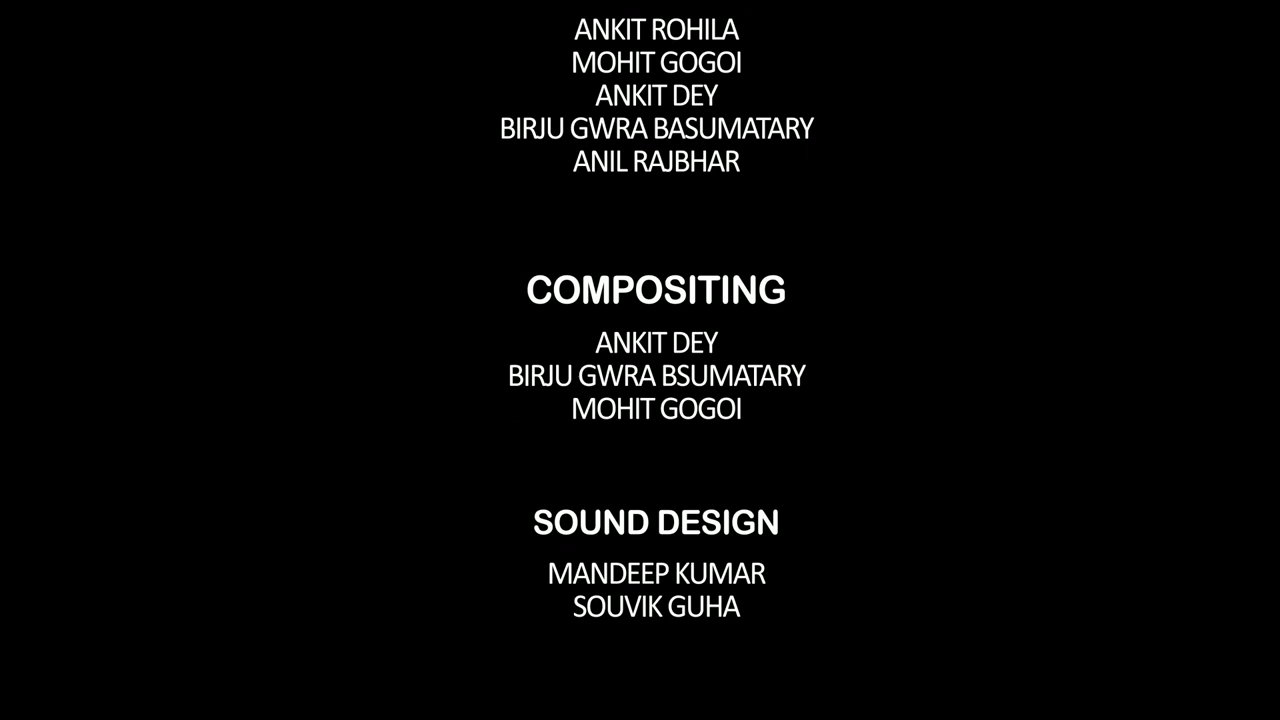 ANKIT ROHILA
MOHIT GOGOI
ANKIT DEY
BIRJU GWRA BASUMATARY
ANIL RAJBHAR
COMPOSITING
ANKIT DEY
BIRJU GWRA BSUMATARY
MOHIT GOGOI
SOUND DESIGN
MANDEEP KUMAR
SOUVIK GUHA